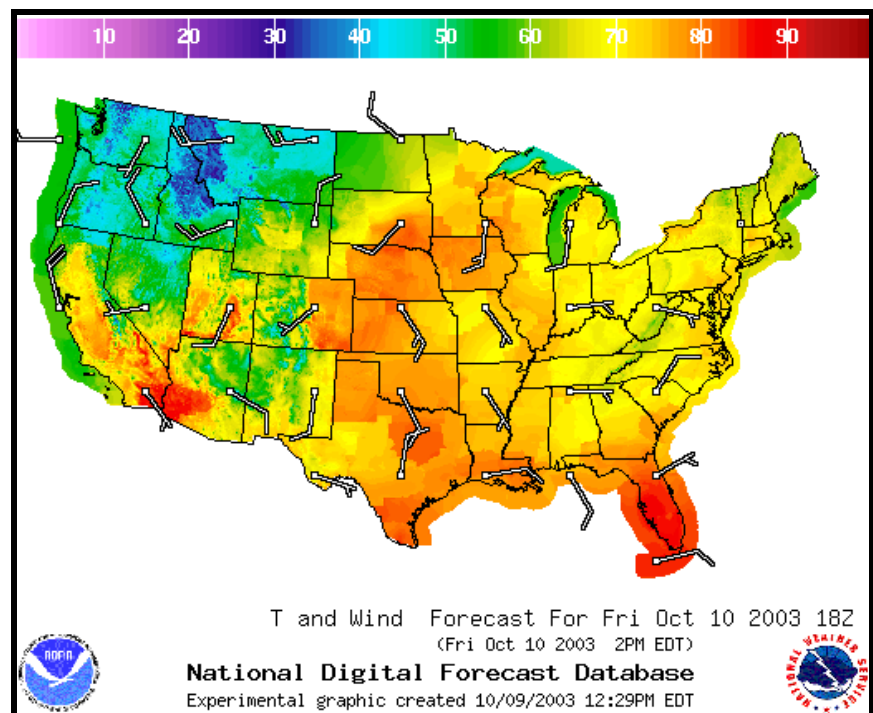 10 20 30 40 50 60 70 80 90
T and Wind Forecast For Fri Oct 10 2003 18Z
(Fri Oct 10 2003 2PM EDT)
National Digital Forecast Database
Experimental graphic created 10/09/2003 12:29PM EDT
NOAA
NATIONAL WEATHER SERVICE